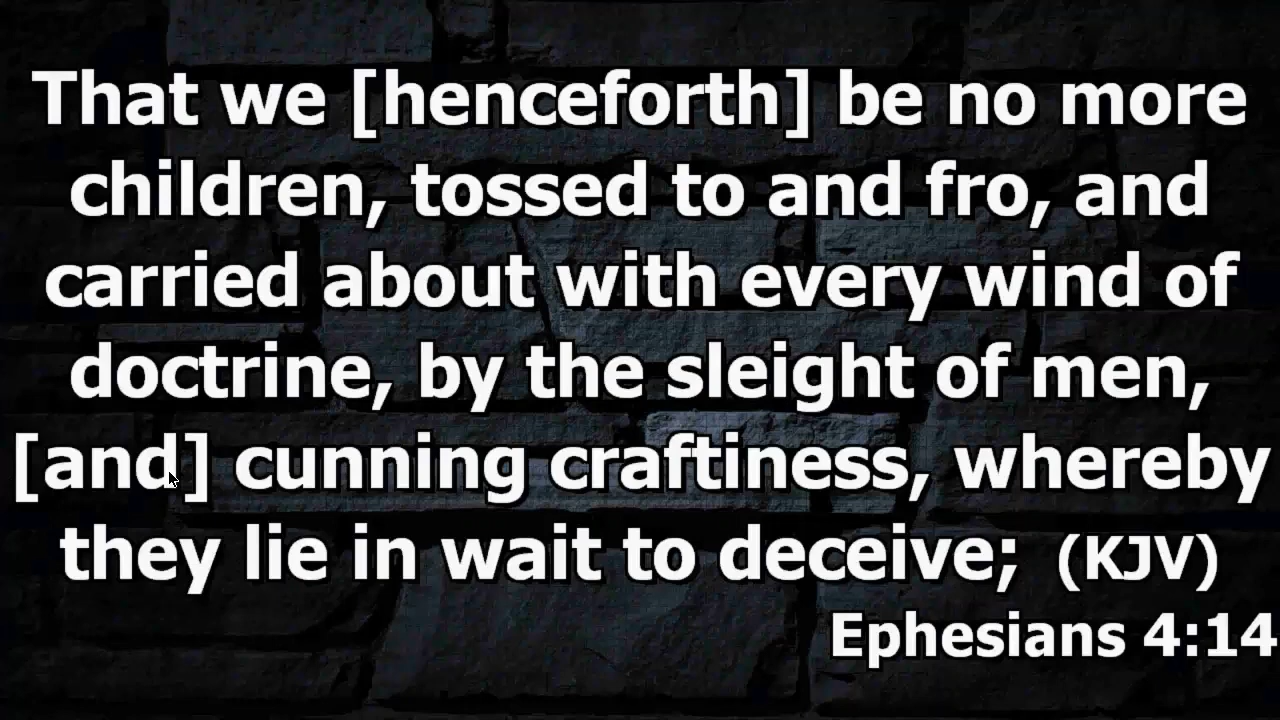 That we [henceforth] be no more
children, tossed to and fro, and
carried about with every wind of
doctrine, by the sleight of men,
[and] cunning craftiness, whereby
they lie in wait to deceive; (KJV)
Ephesians 4:14